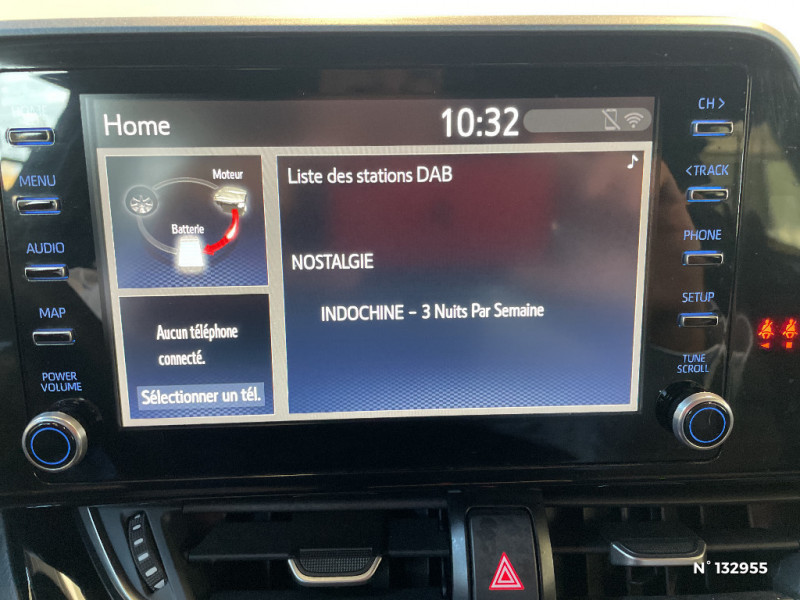 Home
10:32
Moteur
Batterie
Aucun téléphone
connecté.
Sélectionner un tél.
Liste des stations DAB
NOSTALGIE
INDOCHINE - 3 Nuits Par Semaine
MENU
AUDIO
MAP
POWER
VOLUME
CH >
< TRACK
PHONE
SETUP
TUNE
SCROLL
N° 132955